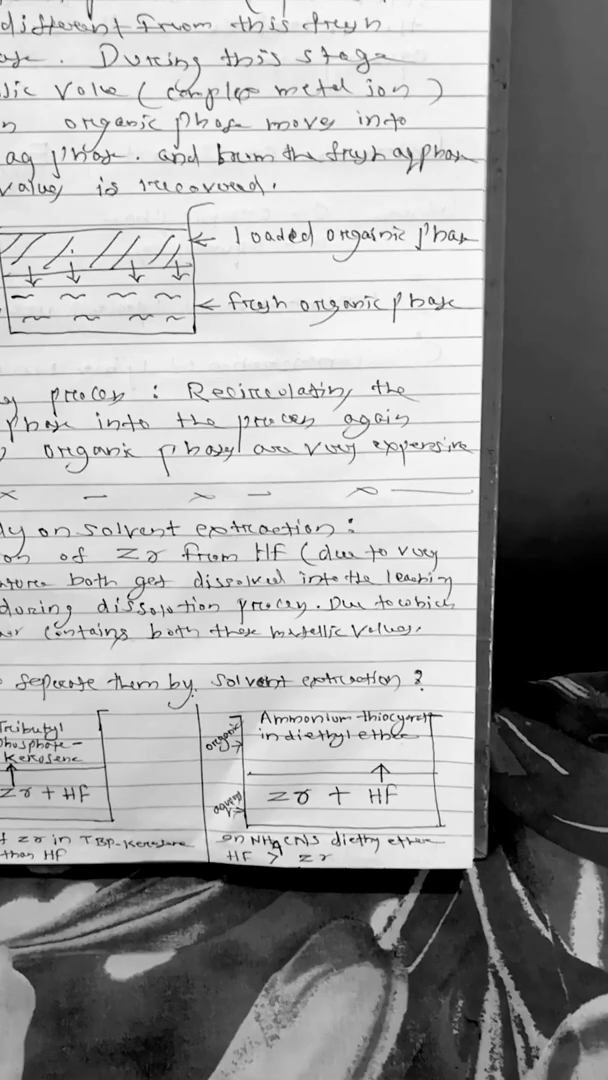 different from this fresh
During this stage
value (complex metal ion)
organic phase moves into
aq phase. and from the fresh aq phase
value is recovered.
← loaded organic phase
← fresh organic phase
process : Recirculating the
phase into the process again
organic phase are very expensive
x — x — x —
on solvent extraction :
of Zr from Hf (due to very
both get dissolved into the leaching
during dissolution process. Due to which
contains both these metallic values.
separate them by solvent extraction?
Tributyl
phosphate-
Kerosene
Zr + Hf
Zr in TBP-Kerosene
than Hf
organic
Ammonium thiocyanate
in diethyl ether
aqueous
Zr + Hf
on NH4CNS diethyl ether
Hf > Zr